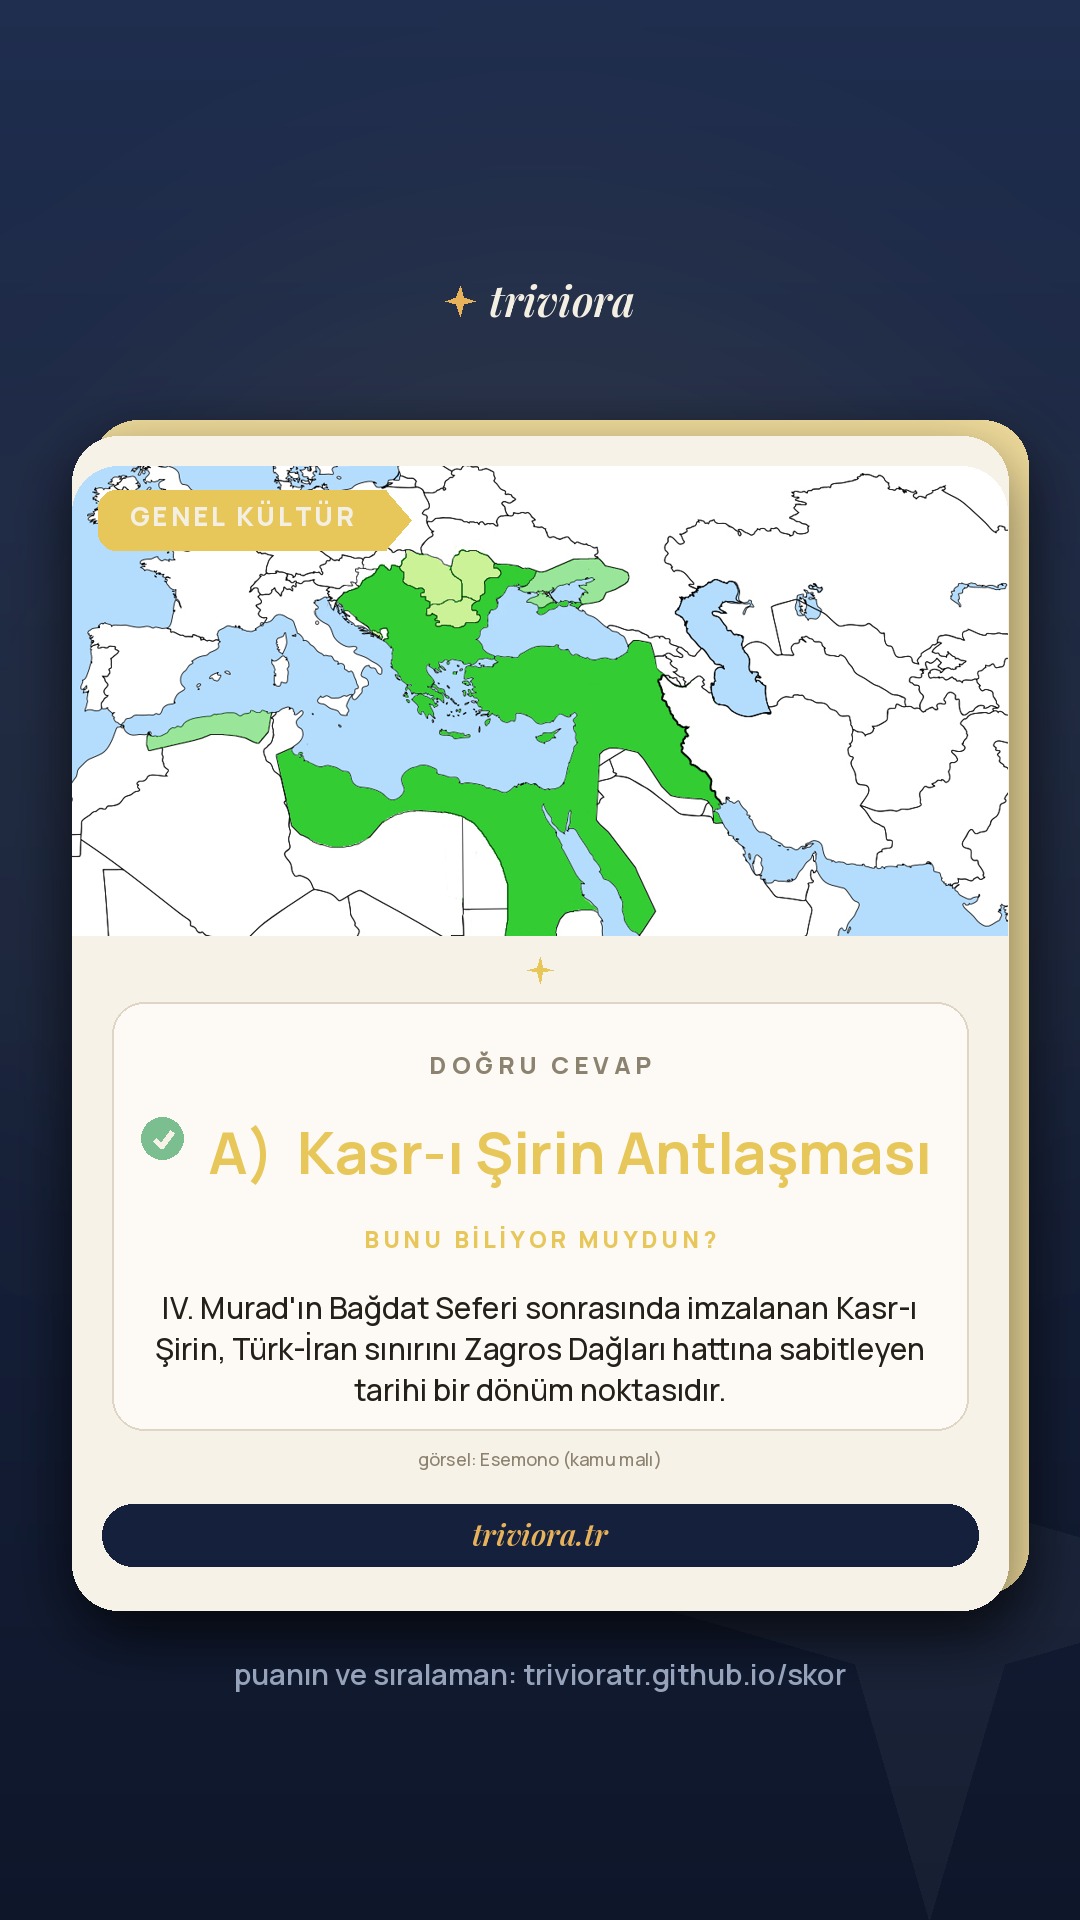 triviora
GENEL KÜLTÜR
DOĞRU CEVAP
A) Kasr-ı Şirin Antlaşması
BUNU BİLİYOR MUYDUN?
IV. Murad'ın Bağdat Seferi sonrasında imzalanan Kasr-ı
Şirin, Türk-İran sınırını Zagros Dağları hattına sabitleyen
tarihi bir dönüm noktasıdır.
görsel: Esemono (kamu malı)
triviora.tr
puanın ve sıralaman: trivioratr.github.io/skor